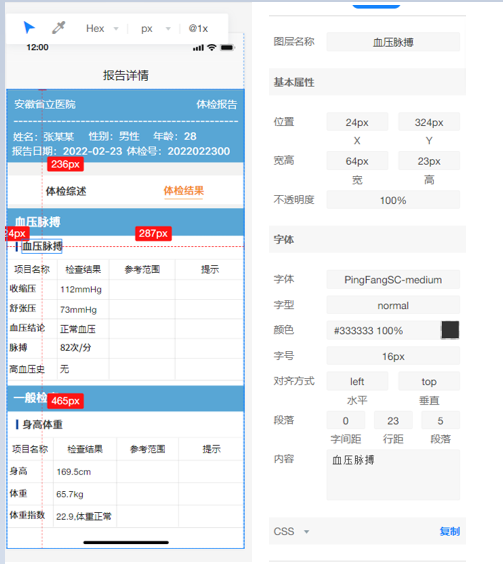 Hex px @1x
12:00
报告详情
安徽省立医院 体检报告
姓名：张某某 性别：男性 年龄：28
报告日期：2022-02-23 体检号：2022022300
236px
体检综述 体检结果
血压脉搏
24px 287px
血压脉搏
项目名称 检查结果 参考范围 提示
收缩压 112mmHg
舒张压 73mmHg
血压结论 正常血压
脉搏 82次/分
高血压史 无
一般检
465px
身高体重
项目名称 检查结果 参考范围 提示
身高 169.5cm
体重 65.7kg
体重指数 22.9,体重正常
图层名称 血压脉搏
基本属性
位置 24px 324px
X Y
宽高 64px 23px
宽 高
不透明度 100%
字体
字体 PingFangSC-medium
字型 normal
颜色 #333333 100%
字号 16px
对齐方式 left top
水平 垂直
段落 0 23 5
字间距 行距 段落
内容 血压脉搏
CSS 复制